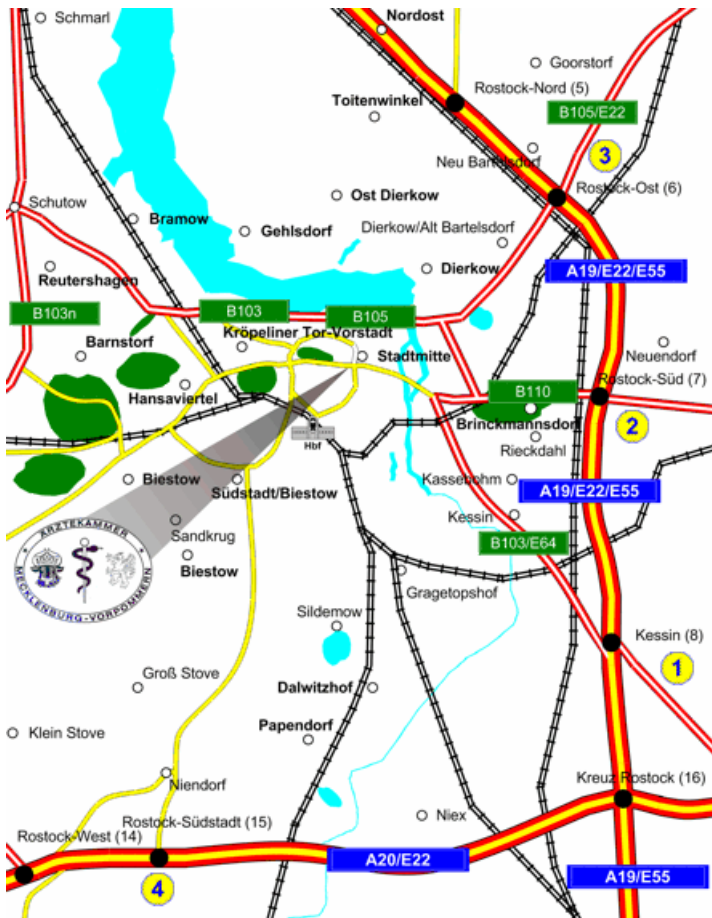 Schmarl
Nordost
Goorstorf
Rostock-Nord (5)
Toitenwinkel
B105/E22
3
Neu Bartelsdorf
Rostock-Ost (6)
Schutow
Bramow
Ost Dierkow
Gehlsdorf
Dierkow/Alt Bartelsdorf
Reutershagen
Dierkow
A19/E22/E55
B103n
B103
B105
Kröpeliner Tor-Vorstadt
Barnstorf
Stadtmitte
Neuendorf
Hansaviertel
B110
Rostock-Süd (7)
Brinckmannsdorf
2
Hbf
Rieckdahl
Biestow
Südstadt/Biestow
Kassebohm
A19/E22/E55
Sandkrug
Kessin
B103/E64
ÄRZTEKAMMER
MECKLENBURG-VORPOMMERN
Biestow
Gragetopshof
Sildemow
Kessin (8)
1
Groß Stove
Dalwitzhof
Klein Stove
Papendorf
Niendorf
Kreuz Rostock (16)
Rostock-Südstadt (15)
Niex
Rostock-West (14)
A20/E22
4
A19/E55